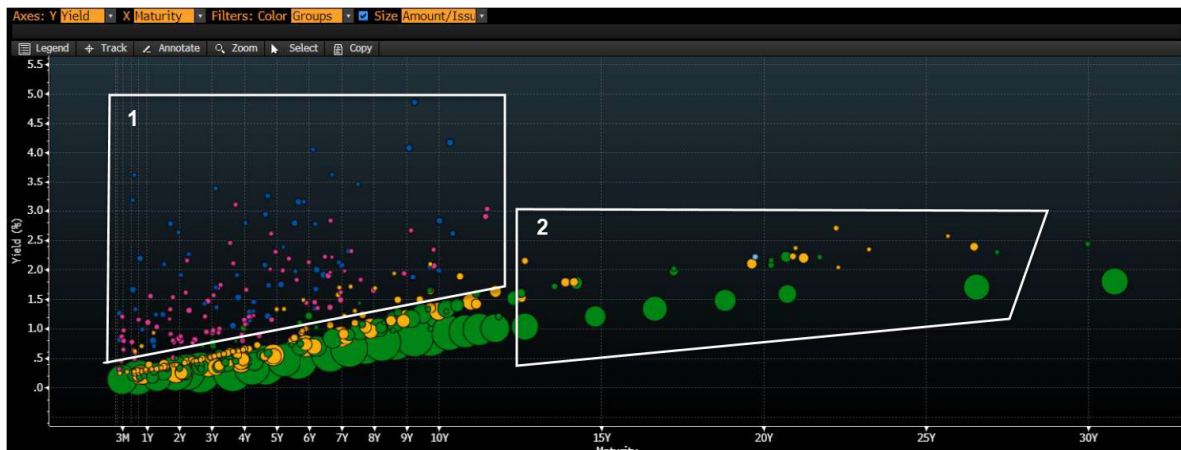 Axes: Y Yield X Maturity Filters: Color Groups Size Amount/Issu
Legend Track Annotate Zoom Select Copy
5.5
5.0
1
4.5
4.0
3.5
3.0
2
2.5
Yield (%)
2.0
1.5
1.0
.5
.0
3M 1Y 2Y 3Y 4Y 5Y 6Y 7Y 8Y 9Y 10Y 15Y 20Y 25Y 30Y
Maturity